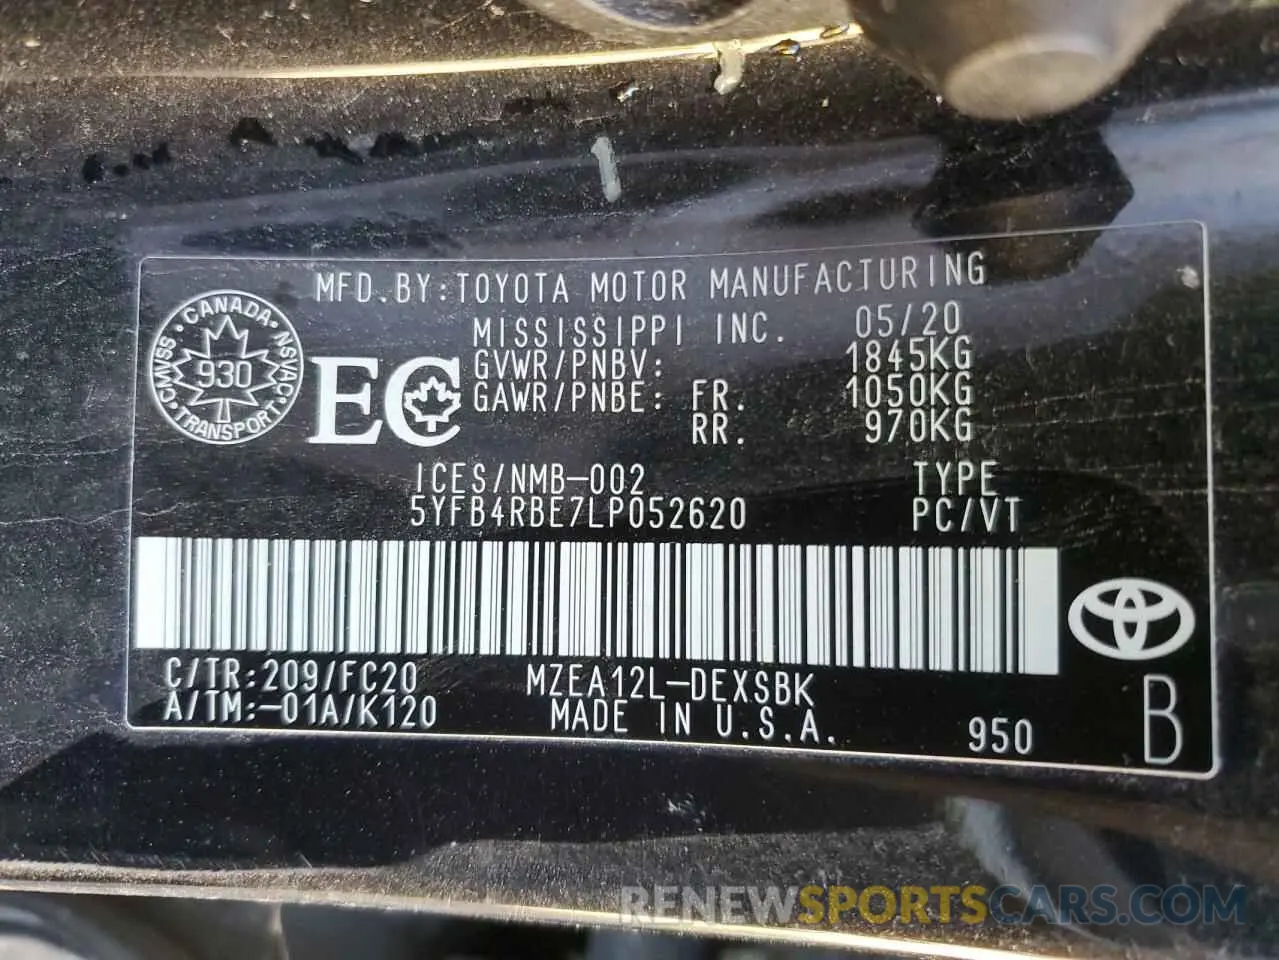 MFD.BY:TOYOTA MOTOR MANUFACTURING
MISSISSIPPI INC. 05/20
GVWR/PNBV: 1845KG
GAWR/PNBE: FR. 1050KG
RR. 970KG
CANADA · NSVAC · TRANSPORT · CMVSS ·
930
EC
ICES/NMB-002 TYPE
5YFB4RBE7LP052620 PC/VT
C/TR:209/FC20 MZEA12L-DEXSBK
A/TM:-01A/K120 MADE IN U.S.A. 950
B
RENEWSPORTSCARS.COM